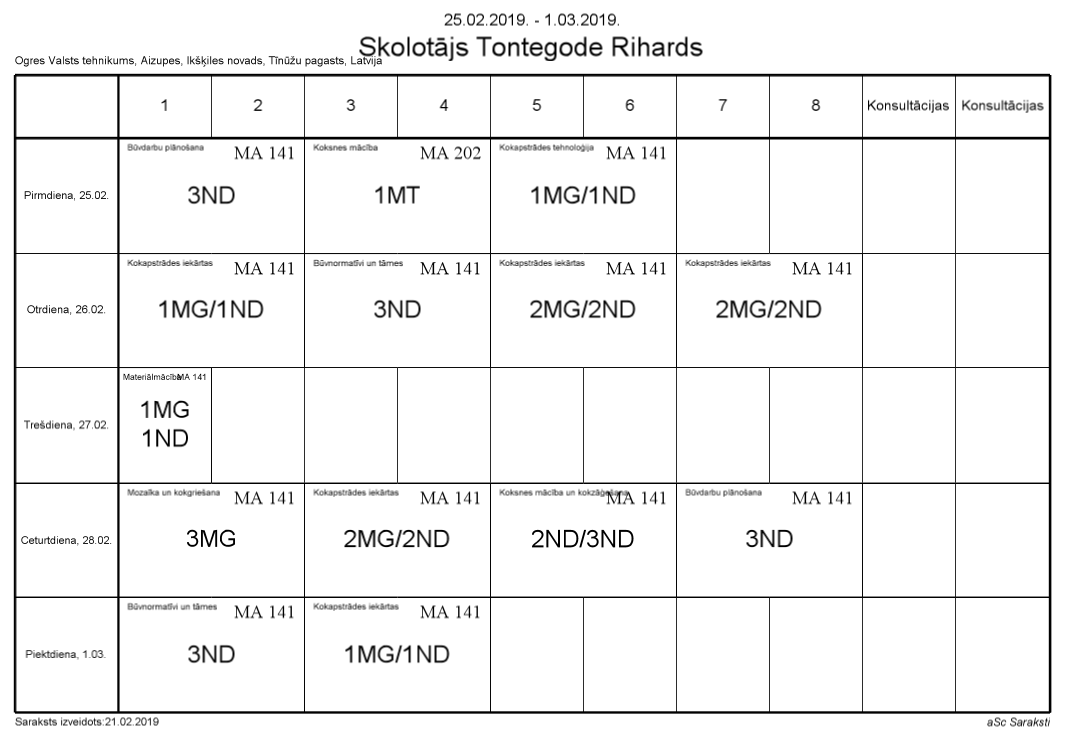 25.02.2019. - 1.03.2019.
Skolotājs Tontegode Rihards
Ogres Valsts tehnikums, Aizupes, Ikšķiles novads, Tīnūžu pagasts, Latvija
1 2 3 4 5 6 7 8 Konsultācijas Konsultācijas
Pirmdiena, 25.02.
Būvdarbu plānošana MA 141
3ND
Koksnes mācība MA 202
1MT
Kokapstrādes tehnoloģija MA 141
1MG/1ND
Otrdiena, 26.02.
Kokapstrādes iekārtas MA 141
1MG/1ND
Būvnormatīvi un tāmes MA 141
3ND
Kokapstrādes iekārtas MA 141
2MG/2ND
Kokapstrādes iekārtas MA 141
2MG/2ND
Trešdiena, 27.02.
Materiālmācība MA 141
1MG
1ND
Ceturtdiena, 28.02.
Mozaīka un kokgriešana MA 141
3MG
Kokapstrādes iekārtas MA 141
2MG/2ND
Koksnes mācība un kokzāģēšana MA 141
2ND/3ND
Būvdarbu plānošana MA 141
3ND
Piektdiena, 1.03.
Būvnormatīvi un tāmes MA 141
3ND
Kokapstrādes iekārtas MA 141
1MG/1ND
Saraksts izveidots:21.02.2019
aSc Saraksti